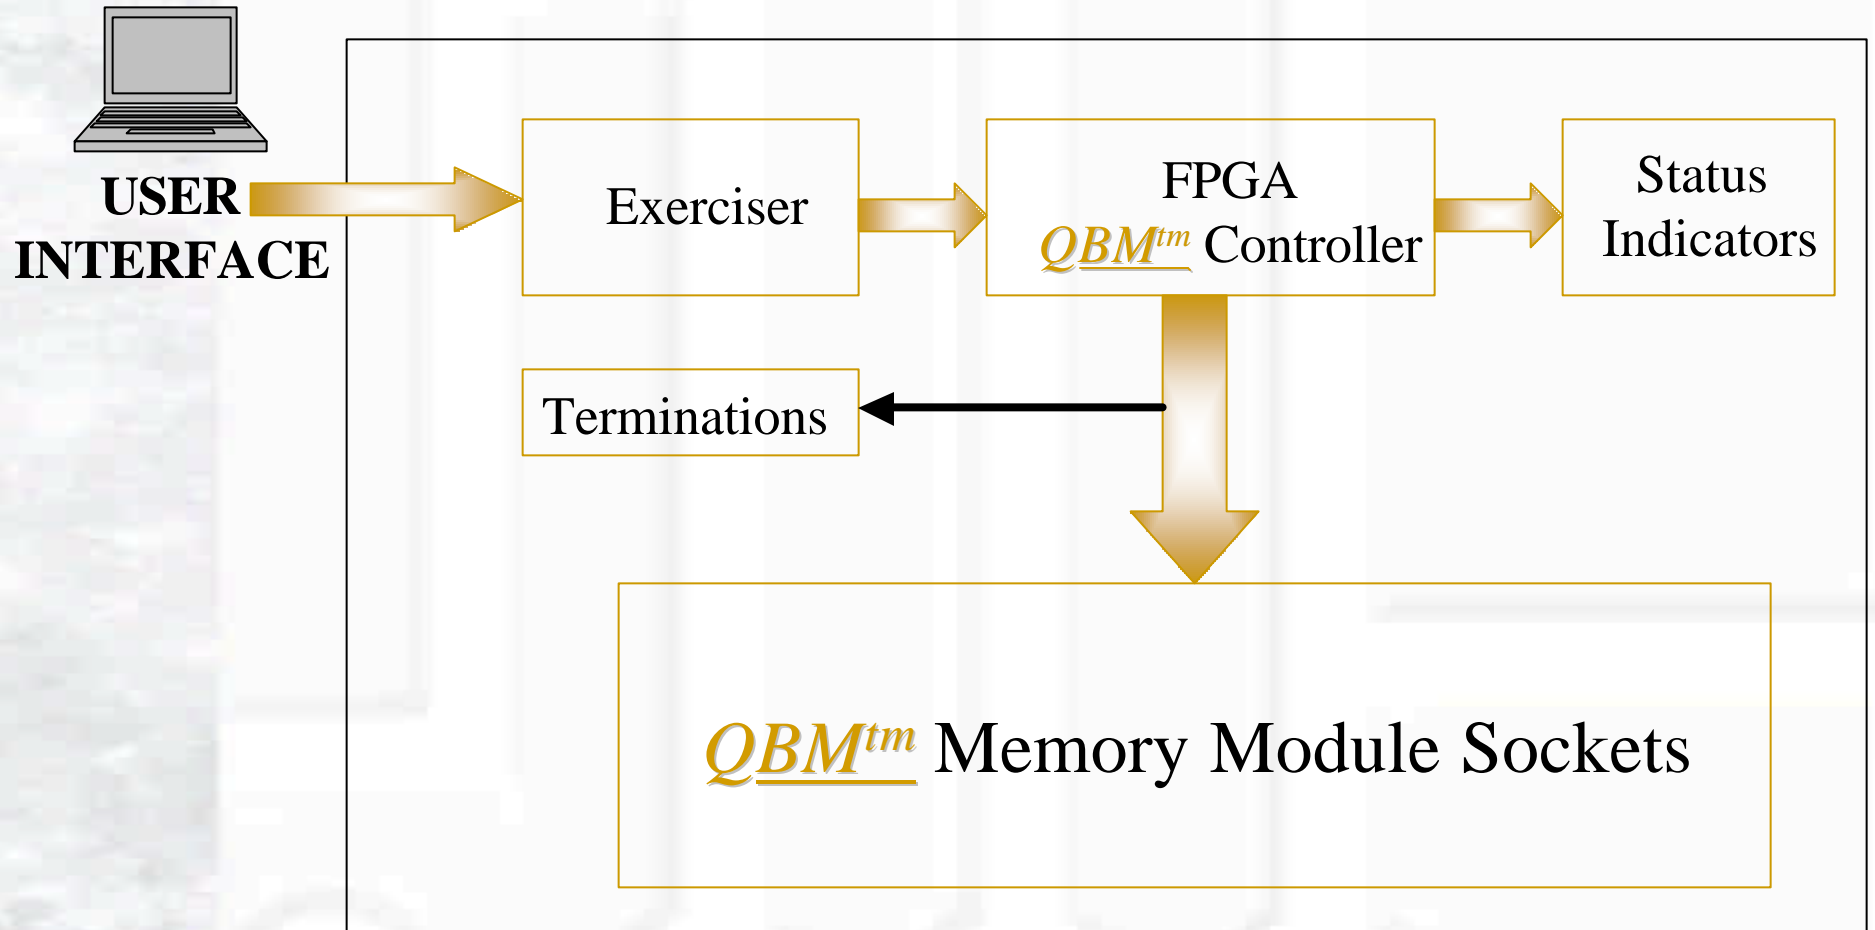 USER
INTERFACE
Exerciser
FPGA
QBM™ Controller
Status
Indicators
Terminations
QBM™ Memory Module Sockets